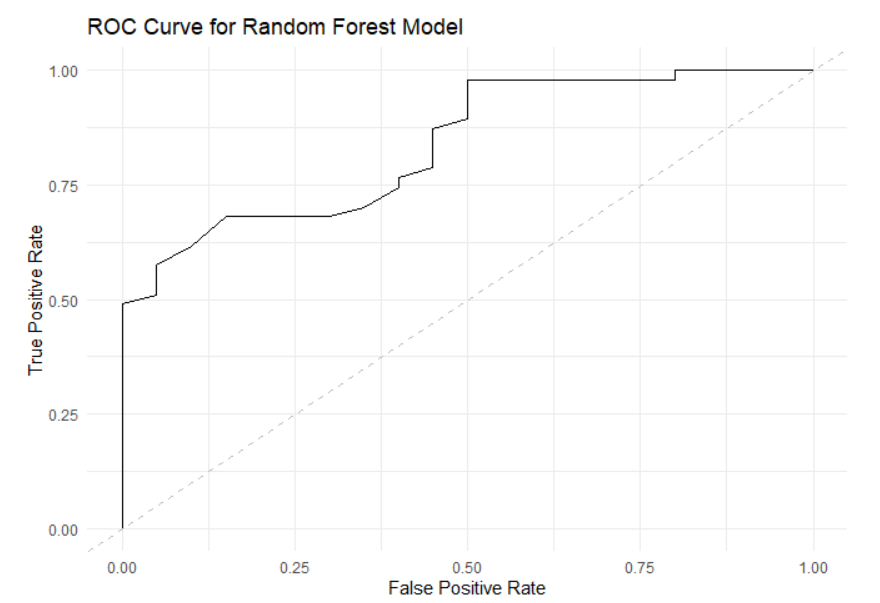 ROC Curve for Random Forest Model
1.00
0.75
0.50
0.25
0.00
True Positive Rate
0.00 0.25 0.50 0.75 1.00
False Positive Rate